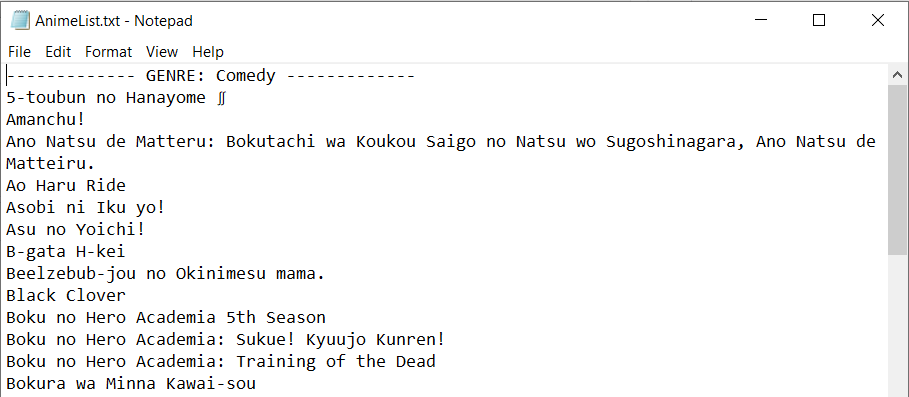 AnimeList.txt - Notepad
File Edit Format View Help
------------- GENRE: Comedy -------------
5-toubun no Hanayome ∬
Amanchu!
Ano Natsu de Matteru: Bokutachi wa Koukou Saigo no Natsu wo Sugoshinagara, Ano Natsu de
Matteiru.
Ao Haru Ride
Asobi ni Iku yo!
Asu no Yoichi!
B-gata H-kei
Beelzebub-jou no Okinimesu mama.
Black Clover
Boku no Hero Academia 5th Season
Boku no Hero Academia: Sukue! Kyuujo Kunren!
Boku no Hero Academia: Training of the Dead
Bokura wa Minna Kawai-sou